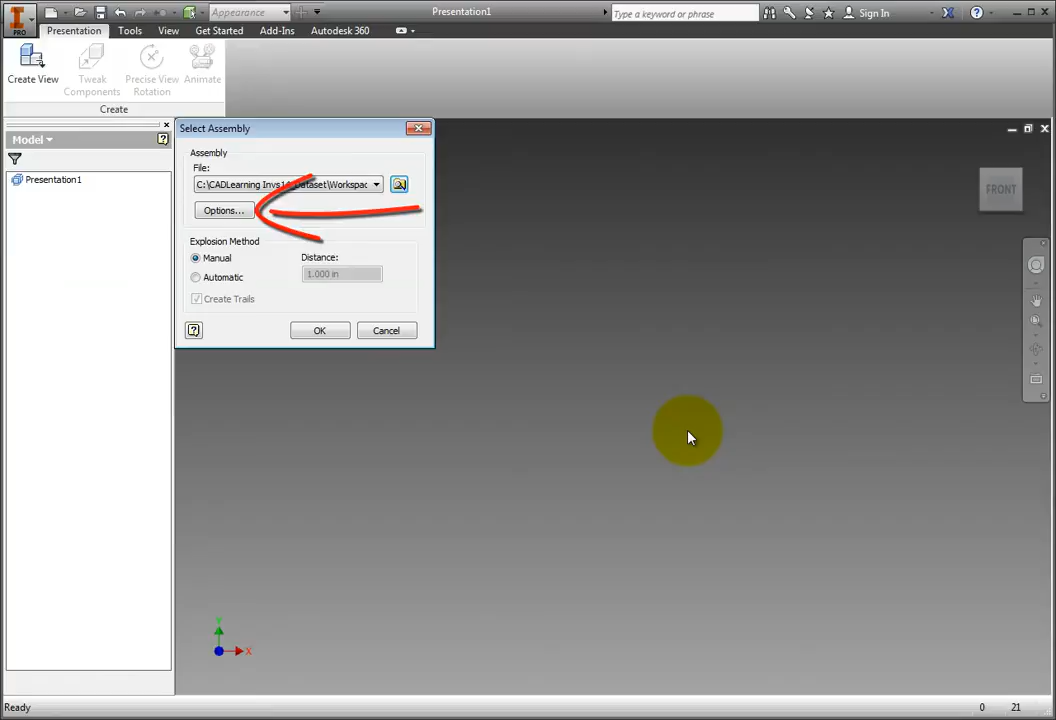 Appearance
Presentation1
Type a keyword or phrase
Sign In
PRO
Presentation
Tools
View
Get Started
Add-Ins
Autodesk 360
Create View
Tweak
Components
Precise View
Rotation
Animate
Create
Model
Presentation1
Select Assembly
Assembly
File:
C:\CADLearning Dataset\Workspac
Options...
Explosion Method
Manual
Distance:
1.000 in
Automatic
Create Trails
OK
Cancel
FRONT
Y
X
Ready
0
21